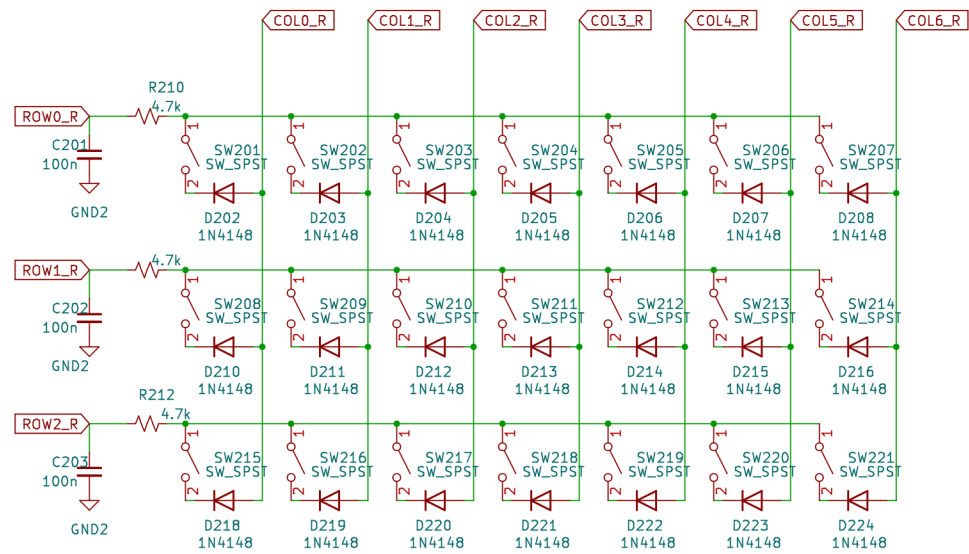 COL0_R COL1_R COL2_R COL3_R COL4_R COL5_R COL6_R
R210
4.7k
ROW0_R
1 1 1 1 1 1 1
C201
100n
SW201 SW202 SW203 SW204 SW205 SW206 SW207
SW_SPST SW_SPST SW_SPST SW_SPST SW_SPST SW_SPST SW_SPST
2 2 2 2 2 2 2
GND2
D202 D203 D204 D205 D206 D207 D208
1N4148 1N4148 1N4148 1N4148 1N4148 1N4148 1N4148
4.7k
ROW1_R
1 1 1 1 1 1 1
C202
100n
SW208 SW209 SW210 SW211 SW212 SW213 SW214
SW_SPST SW_SPST SW_SPST SW_SPST SW_SPST SW_SPST SW_SPST
2 2 2 2 2 2 2
GND2
D210 D211 D212 D213 D214 D215 D216
1N4148 1N4148 1N4148 1N4148 1N4148 1N4148 1N4148
R212
4.7k
ROW2_R
1 1 1 1 1 1 1
C203
100n
SW215 SW216 SW217 SW218 SW219 SW220 SW221
SW_SPST SW_SPST SW_SPST SW_SPST SW_SPST SW_SPST SW_SPST
2 2 2 2 2 2 2
GND2
D218 D219 D220 D221 D222 D223 D224
1N4148 1N4148 1N4148 1N4148 1N4148 1N4148 1N4148